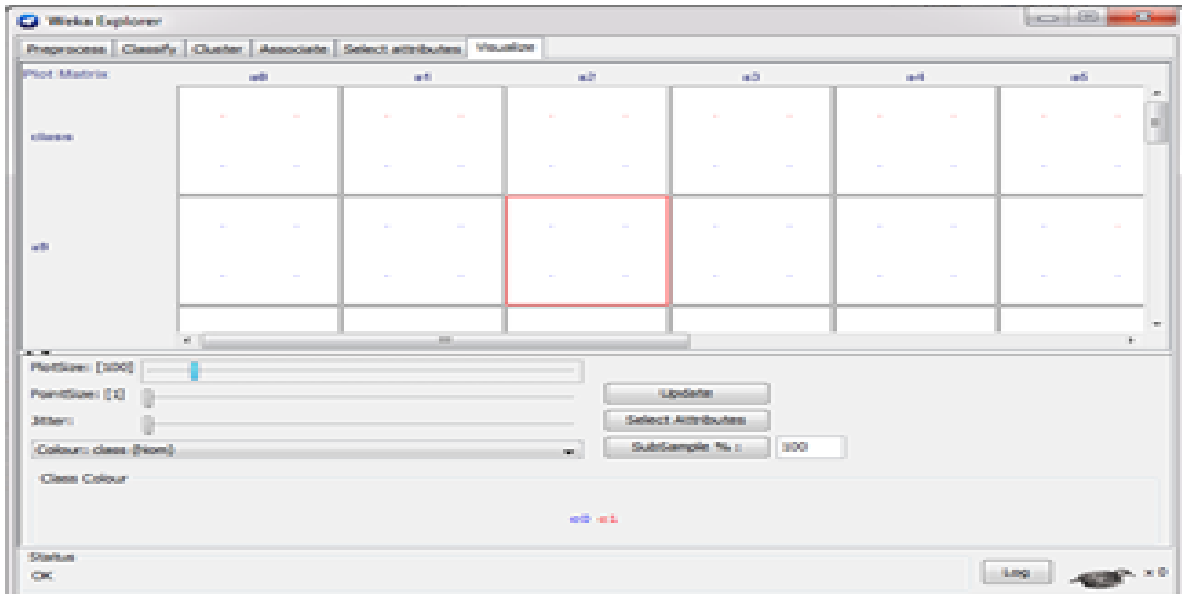 Weka Explorer
Preprocess Classify Cluster Associate Select attributes Visualize
Plot Matrix a0 a1 a2 a3 a4 a5
class
a0
PlotSize: [100]
PointSize: [1]
Jitter:
Update
Select Attributes
Colour: class (Nom) SubSample % : 100
Class Colour
c0 c1
Status
OK
Log x 0